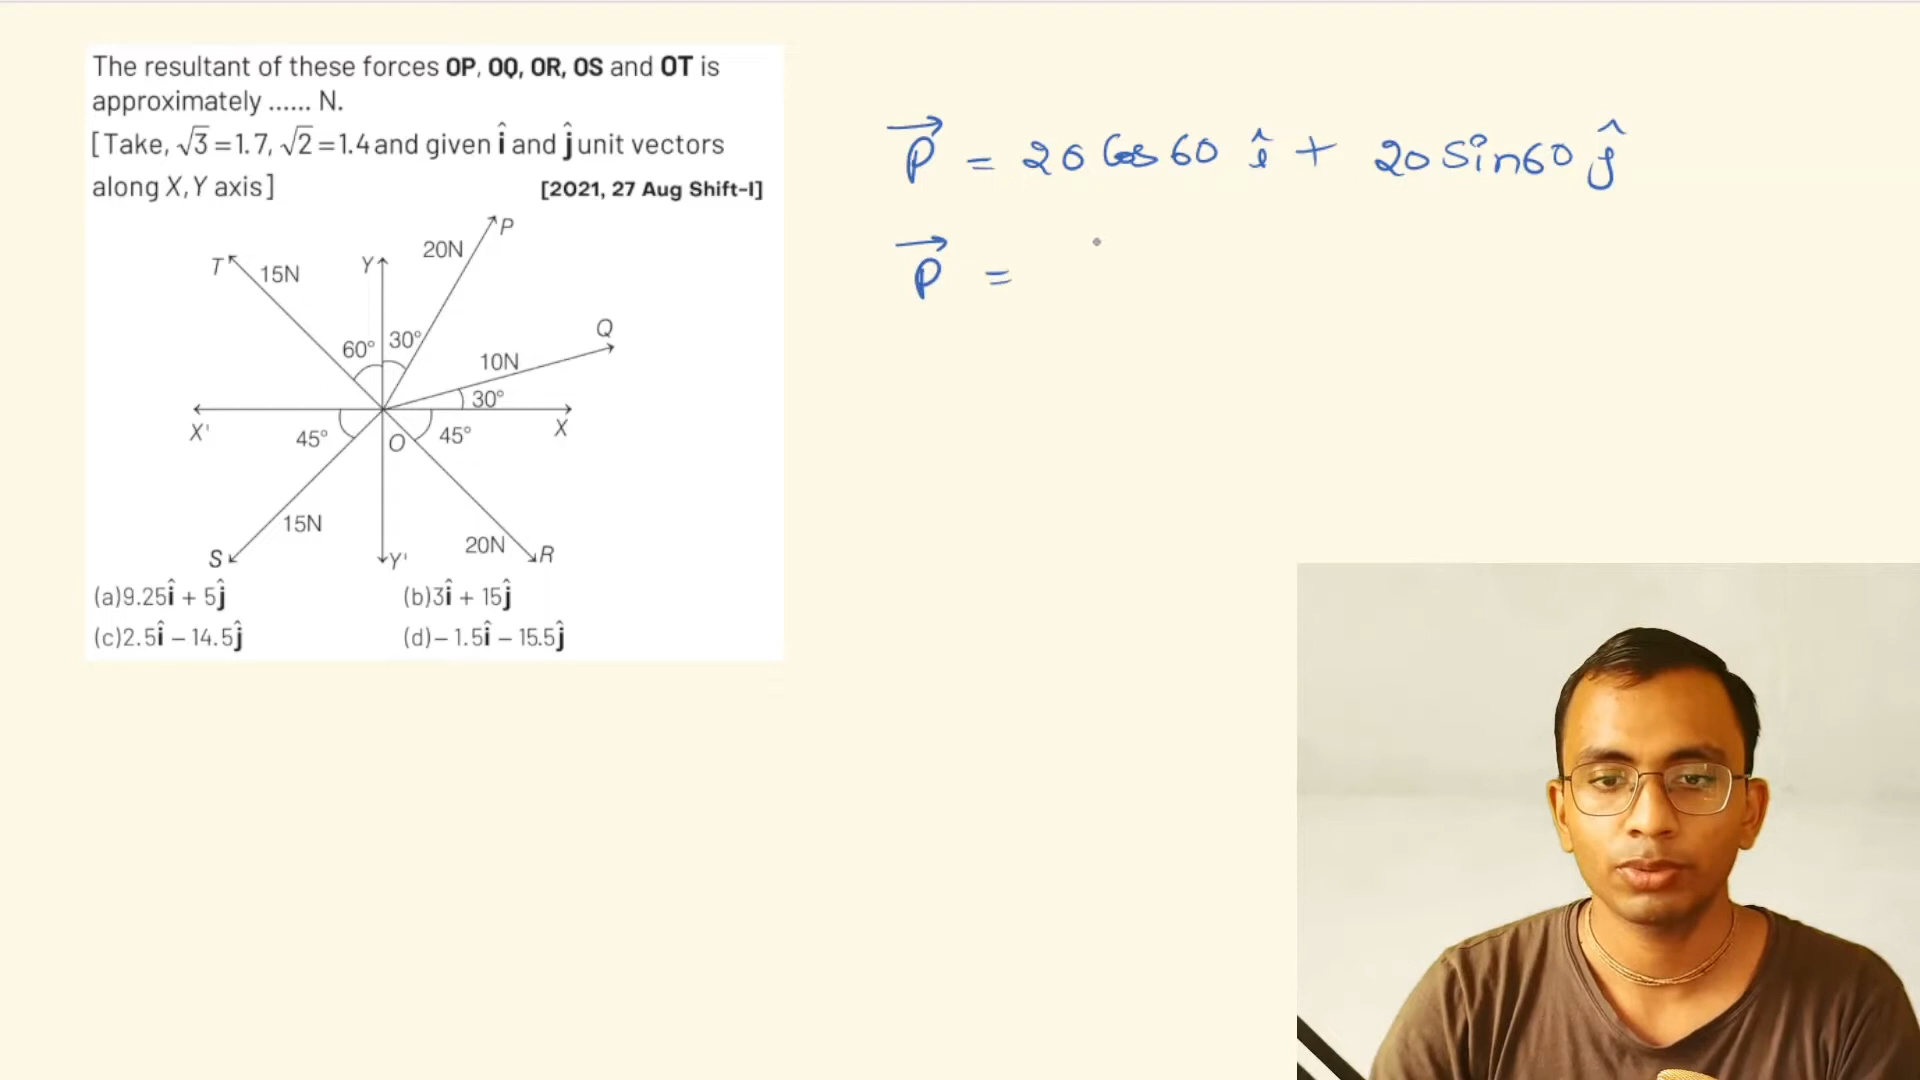 The resultant of these forces OP, OQ, OR, OS and OT is
approximately ...... N.
[Take, √3 = 1.7, √2 = 1.4 and given î and ĵ unit vectors
along X, Y axis]
[2021, 27 Aug Shift-I]
P
20N
T
15N
Y
Q
60°
30°
10N
30°
X'
45°
O
45°
X
15N
20N
S
Y'
R
(a) 9.25î + 5ĵ
(b) 3î + 15ĵ
(c) 2.5î – 14.5ĵ
(d) – 1.5î – 15.5ĵ
P⃗ = 20 Cos 60 î + 20 Sin 60 ĵ
P⃗ =